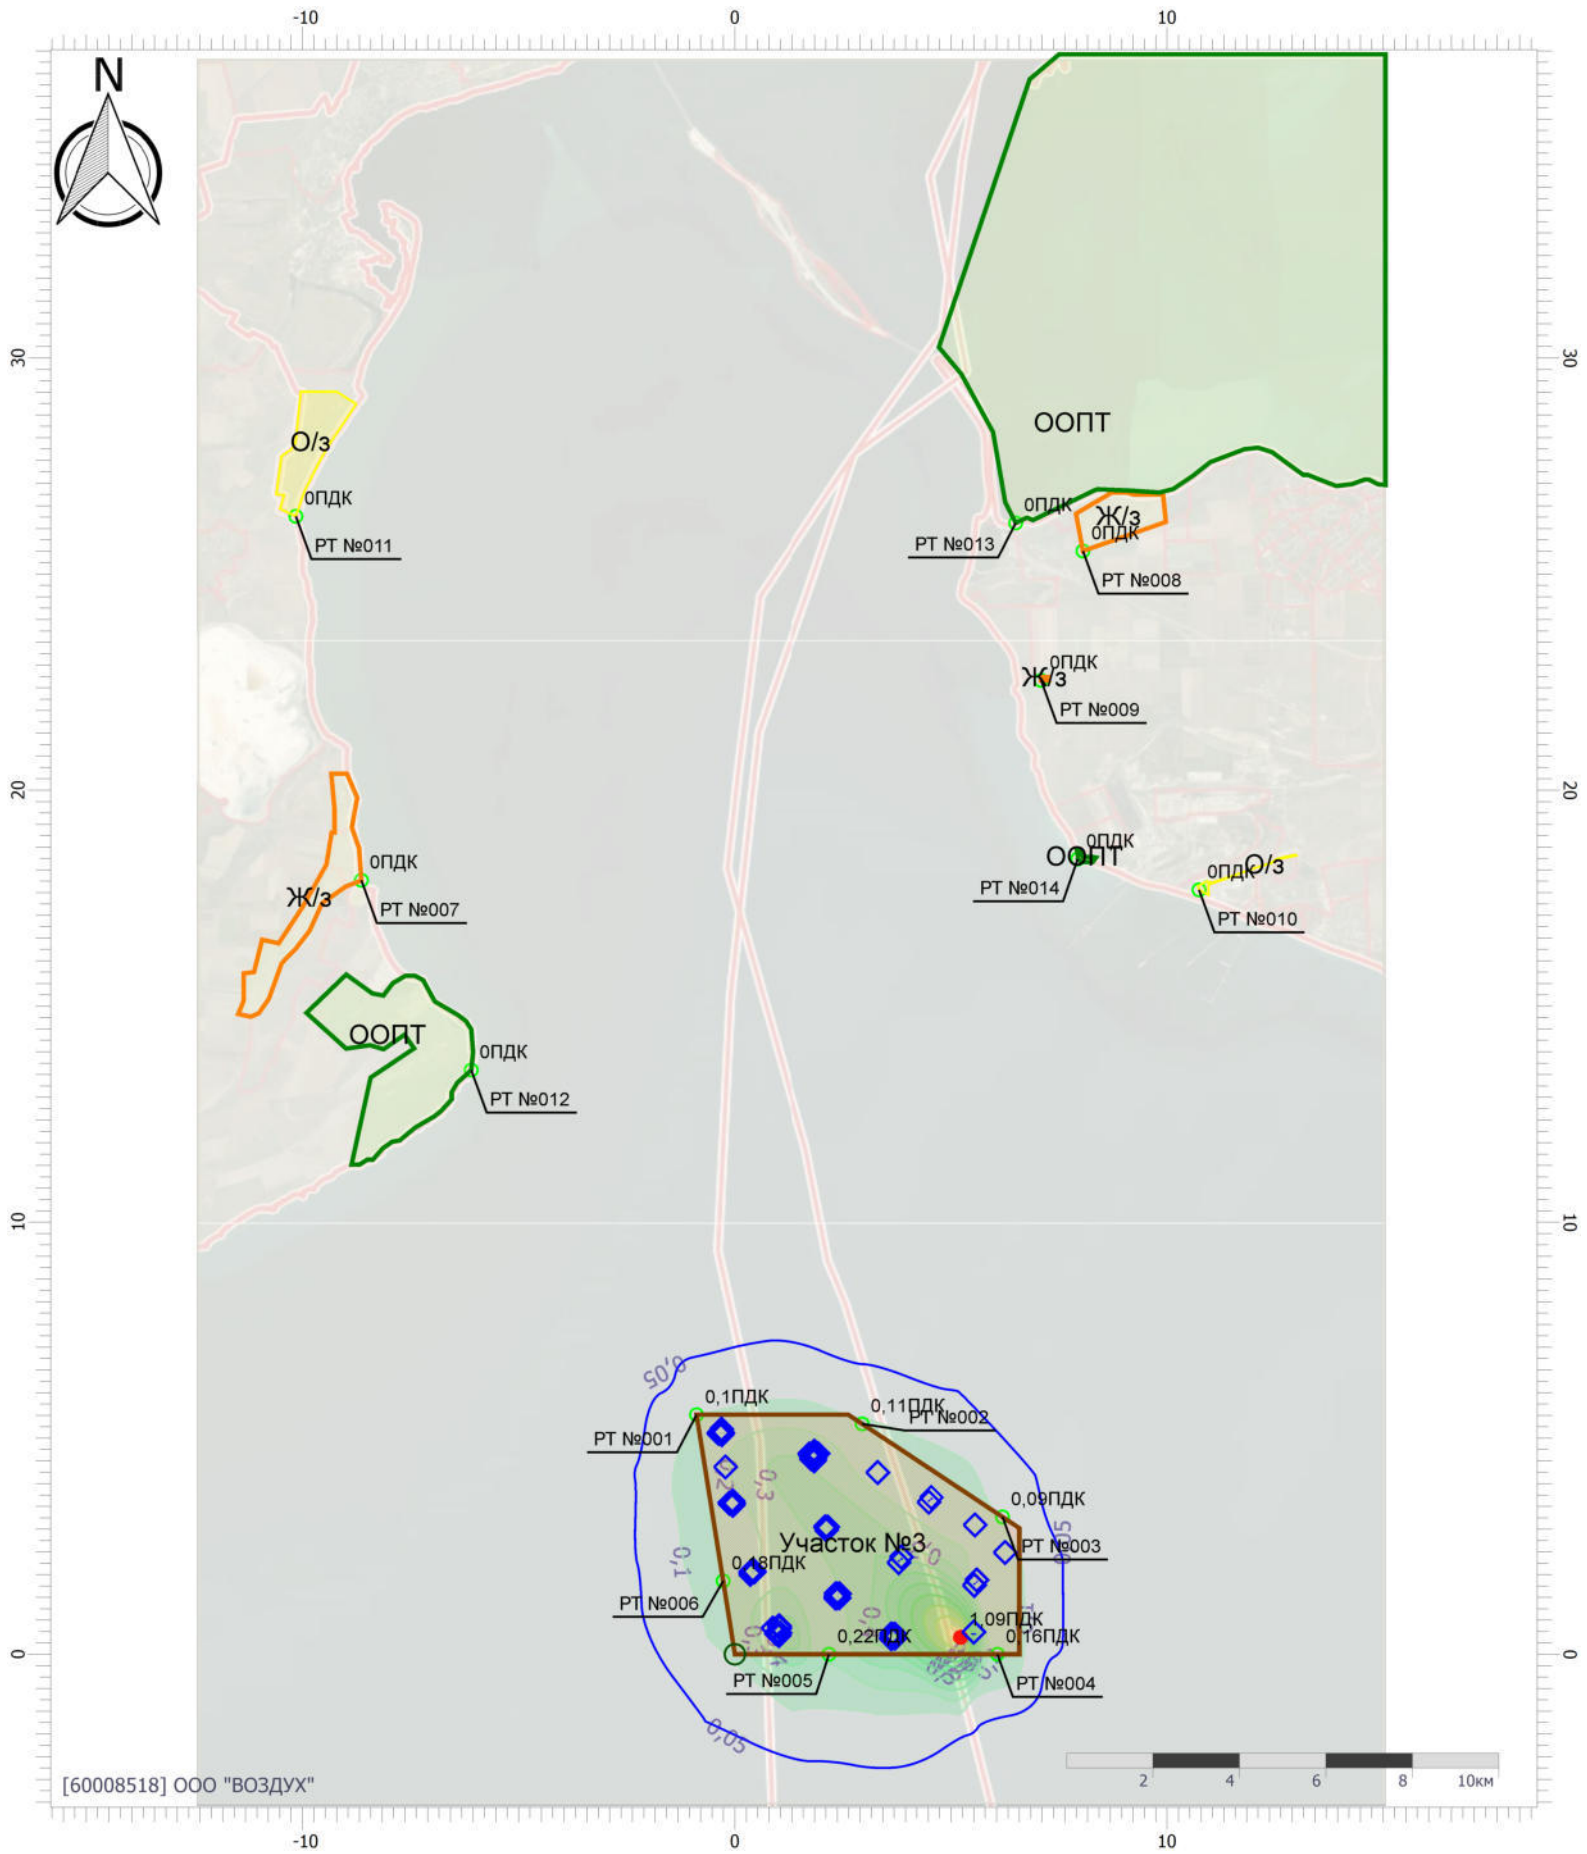 -10
0
10
N
30
30
ООПТ
О/з
0ПДК
РТ №011
0ПДК
Ж/з
РТ №013
0ПДК
РТ №008
0ПДК
Ж/з
РТ №009
20
20
0ПДК
ООПТ
РТ №014
О/з
0ПДК
РТ №010
0ПДК
Ж/з
РТ №007
ООПТ
0ПДК
РТ №012
10
10
0,05
0,1ПДК
РТ №001
0,11ПДК
РТ №002
0,2
0,3
0,09ПДК
РТ №003
0,05
Участок №3
0,1
0,18ПДК
РТ №006
1,09ПДК
0,22ПДК
0,16ПДК
0
0
РТ №005
РТ №004
0,05
[60008518] ООО "ВОЗДУХ"
2
4
6
8
10км
-10
0
10